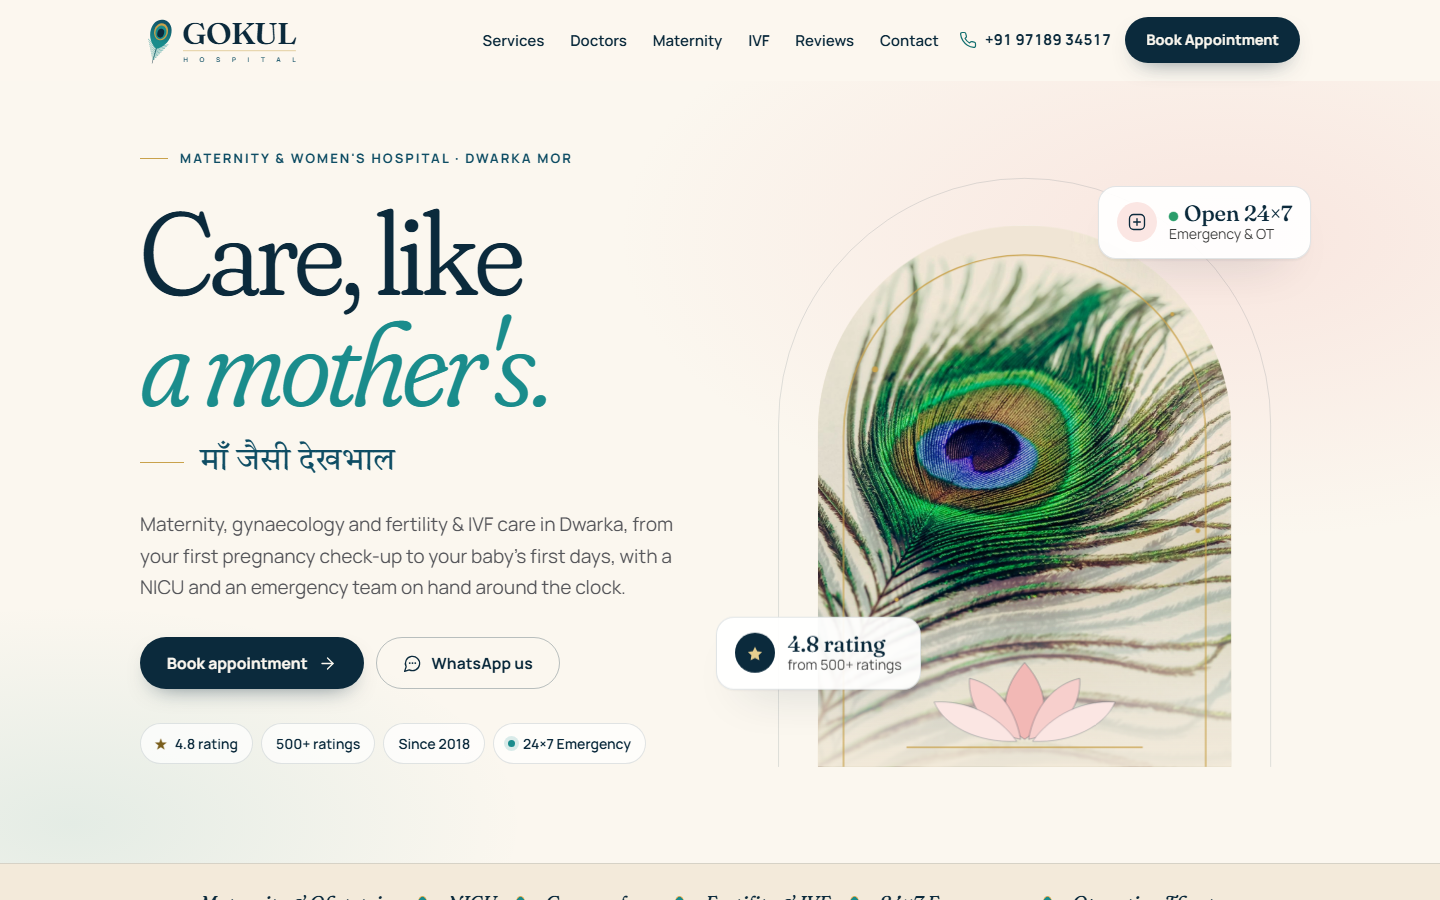 GOKUL
HOSPITAL
Services
Doctors
Maternity
IVF
Reviews
Contact
+91 97189 34517
Book Appointment
MATERNITY & WOMEN'S HOSPITAL · DWARKA MOR
Care, like
a mother's.
माँ जैसी देखभाल
Maternity, gynaecology and fertility & IVF care in Dwarka, from
your first pregnancy check-up to your baby's first days, with a
NICU and an emergency team on hand around the clock.
Book appointment
WhatsApp us
4.8 rating
500+ ratings
Since 2018
24×7 Emergency
Open 24×7
Emergency & OT
4.8 rating
from 500+ ratings